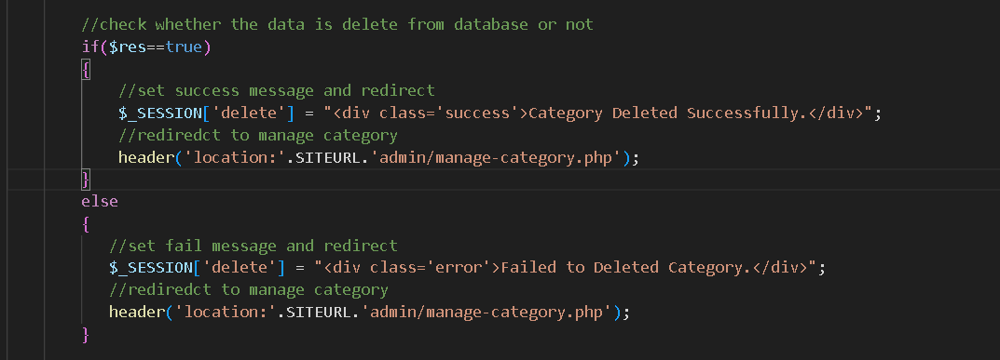 //check whether the data is delete from database or not
if($res==true)
{
//set success message and redirect
$_SESSION['delete'] = "<div class='success'>Category Deleted Successfully.</div>";
//rediredct to manage category
header('location:'.SITEURL.'admin/manage-category.php');
}
else
{
//set fail message and redirect
$_SESSION['delete'] = "<div class='error'>Failed to Deleted Category.</div>";
//rediredct to manage category
header('location:'.SITEURL.'admin/manage-category.php');
}